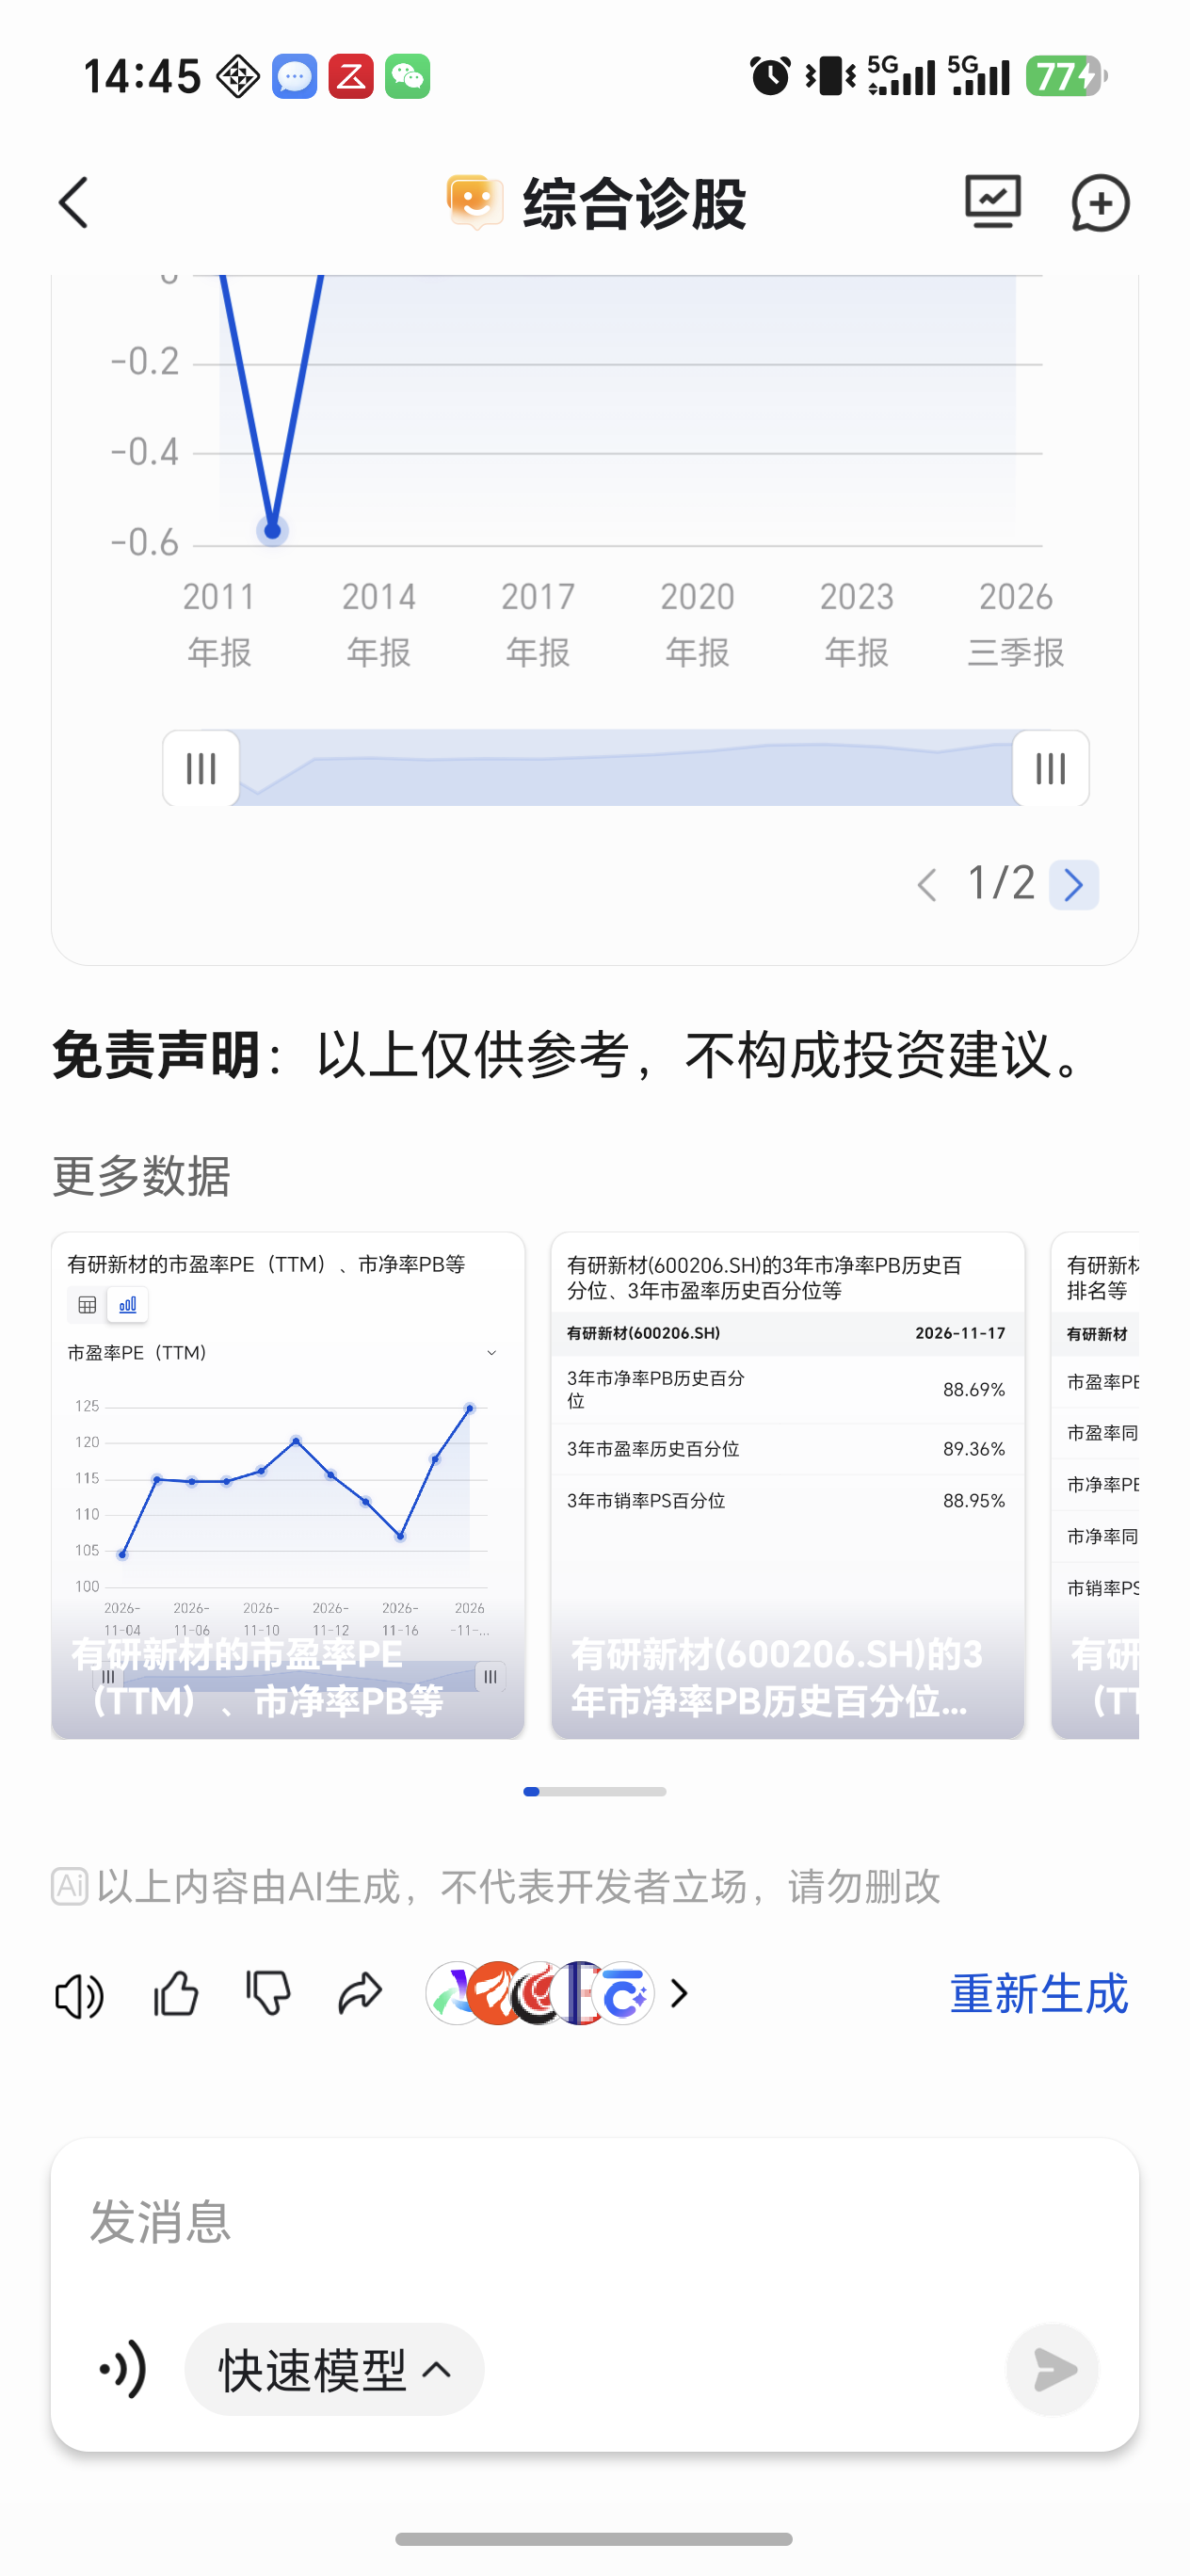 14:45
5G 5G 77
综合诊股
0
-0.2
-0.4
-0.6
2011 2014 2017 2020 2023 2026
年报 年报 年报 年报 年报 三季报
1/2
免责声明：以上仅供参考，不构成投资建议。
更多数据
有研新材的市盈率PE（TTM）、市净率PB等
市盈率PE（TTM）
125
120
115
110
105
100
2026- 2026- 2026- 2026- 2026- 2026
11-04 11-06 11-10 11-12 11-16 -11-...
有研新材的市盈率PE
（TTM）、市净率PB等
有研新材(600206.SH)的3年市净率PB历史百
分位、3年市盈率历史百分位等
有研新材(600206.SH) 2026-11-17
3年市净率PB历史百分
位 88.69%
3年市盈率历史百分位 89.36%
3年市销率PS百分位 88.95%
有研新材(600206.SH)的3
年市净率PB历史百分位...
有研新材
排名等
有研新材
市盈率PE
市盈率同
市净率PE
市净率同
市销率PS
有研
（TT
Ai 以上内容由AI生成，不代表开发者立场，请勿删改
重新生成
发消息
快速模型